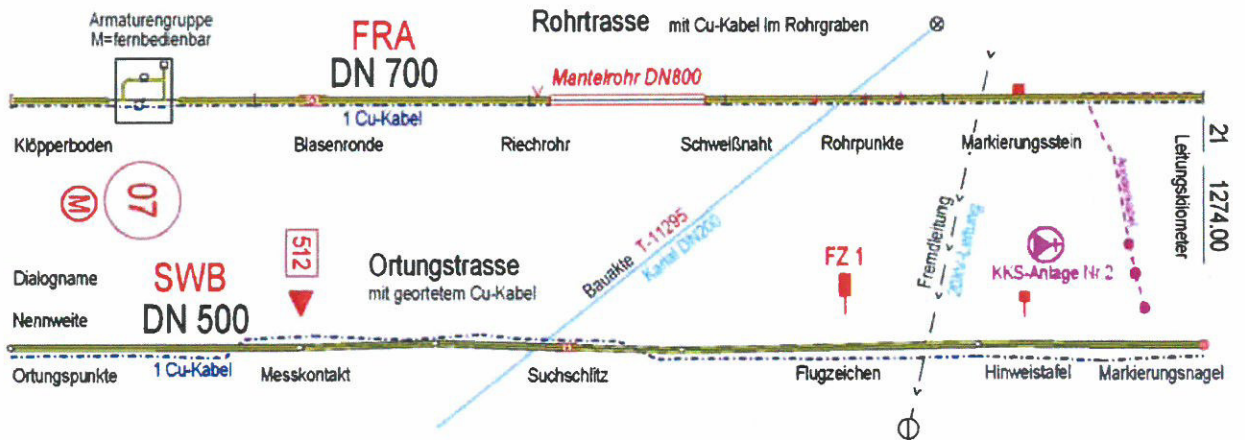 Armaturengruppe
M=fernbedienbar
FRA
DN 700
Rohrtrasse mit Cu-Kabel im Rohrgraben
Mantelrohr DN800
1 Cu-Kabel
Klöpperboden
Blasenronde
Riechrohr
Schweißnaht
Rohrpunkte
Markierungsstein
21 1274.00
Leitungskilometer
07
M
512
Dialogname
SWB
Nennweite
DN 500
Ortungstrasse
mit geortetem Cu-Kabel
Bauakte T-11295
Kanal DN200
FZ 1
Fremdleitung
20KV-Leitung
KKS-Anlage Nr.2
Ortungspunkte
1 Cu-Kabel
Messkontakt
Suchschlitz
Flugzeichen
Hinweistafel
Markierungsnagel